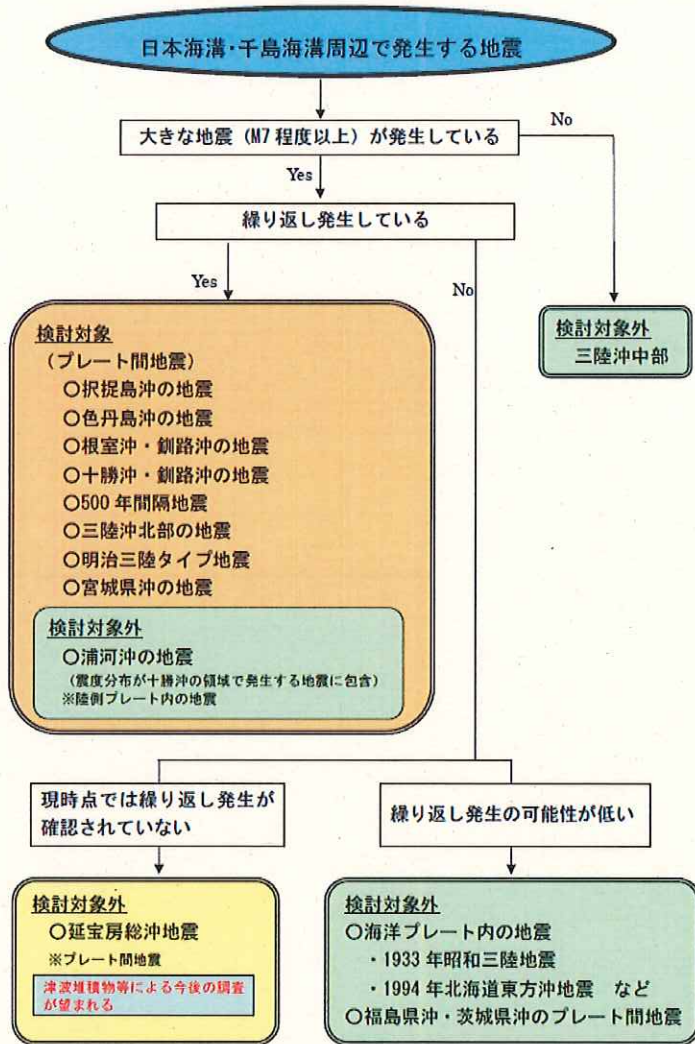 日本海溝・千島海溝周辺で発生する地震
大きな地震（M7 程度以上）が発生している
No
Yes
繰り返し発生している
Yes
No
検討対象
（プレート間地震）
○択捉島沖の地震
○色丹島沖の地震
○根室沖・釧路沖の地震
○十勝沖・釧路沖の地震
○500 年間隔地震
○三陸沖北部の地震
○明治三陸タイプ地震
○宮城県沖の地震
検討対象外
○浦河沖の地震
（震度分布が十勝沖の領域で発生する地震に包含）
※陸側プレート内の地震
検討対象外
三陸沖中部
現時点では繰り返し発生が
確認されていない
繰り返し発生の可能性が低い
検討対象外
○延宝房総沖地震
※プレート間地震
津波堆積物等による今後の調査
が望まれる
検討対象外
○海洋プレート内の地震
・1933 年昭和三陸地震
・1994 年北海道東方沖地震　など
○福島県沖・茨城県沖のプレート間地震